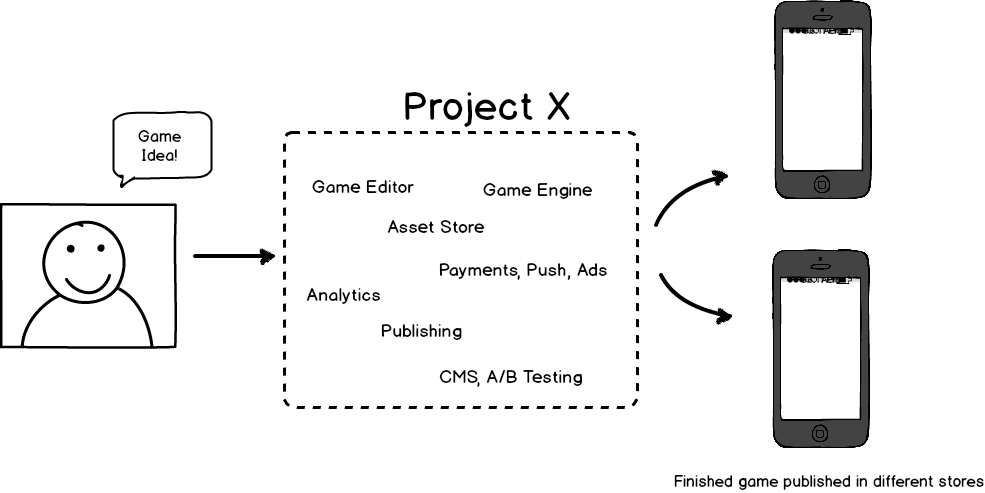 Project X
Game
Idea!
Game Editor
Game Engine
Asset Store
Payments, Push, Ads
Analytics
Publishing
CMS, A/B Testing
Finished game published in different stores